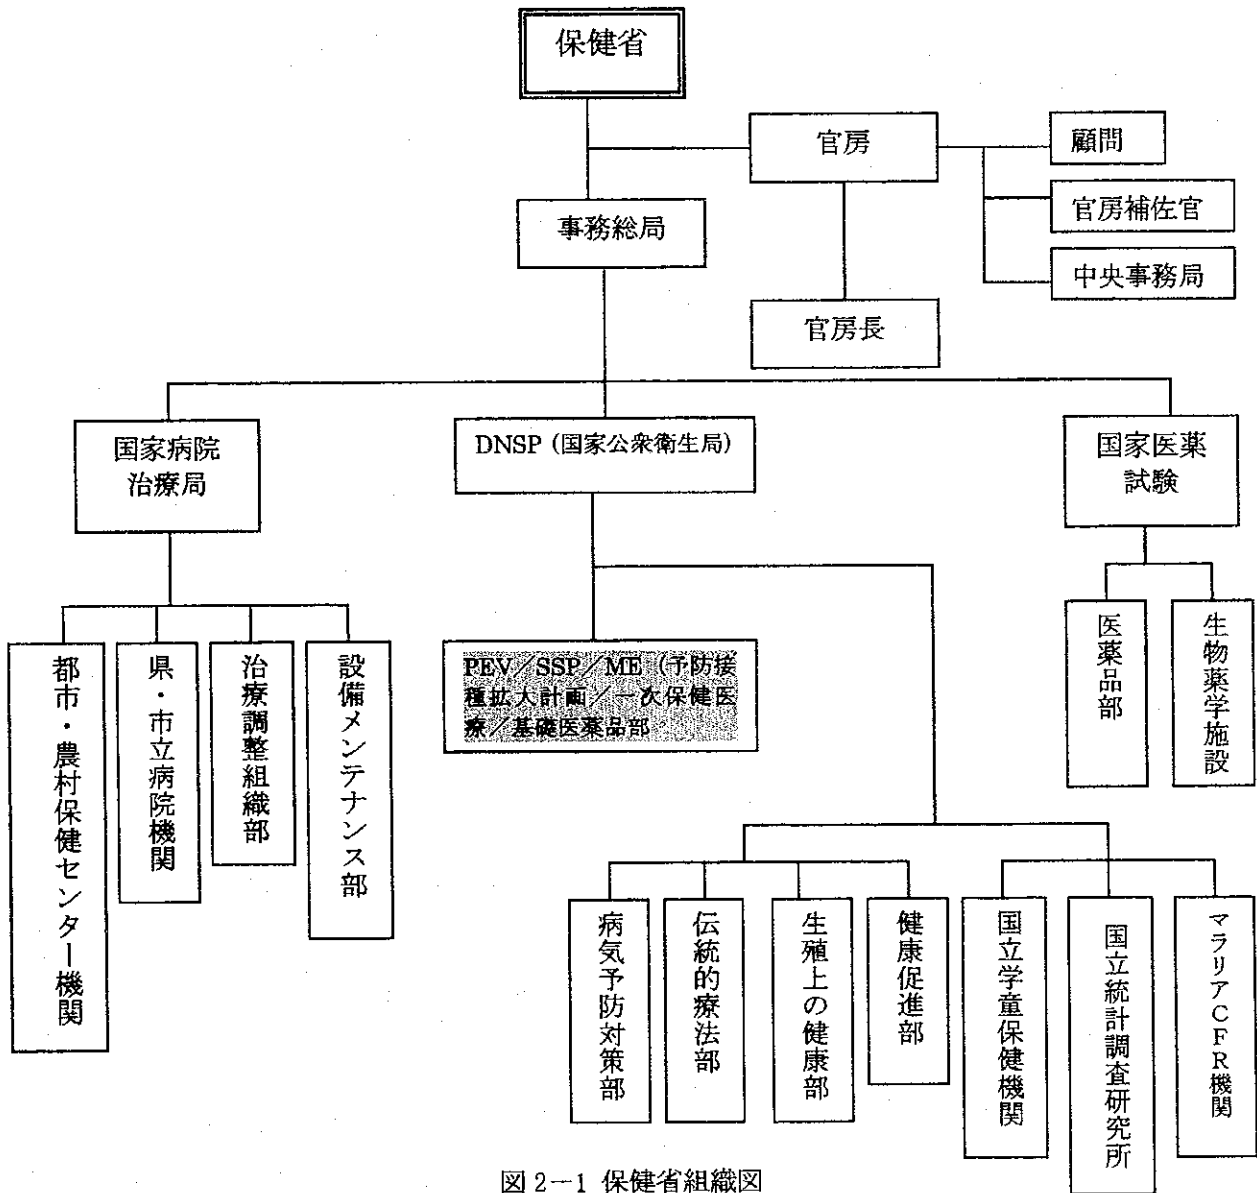 保健省
官房
顧問
官房補佐官
中央事務局
事務総局
官房長
国家病院
治療局
DNSP（国家公衆衛生局）
国家医薬
試験
都市・農村保健センター機関
県・市立病院機関
治療調整組織部
設備メンテナンス部
PEV／SSP／ME（予防接
種拡大計画／一次保健医
療／基礎医薬品部
医薬品部
生物薬学施設
病気予防対策部
伝統的療法部
生殖上の健康部
健康促進部
国立学童保健機関
国立統計調査研究所
マラリアCFR機関
図2－1 保健省組織図